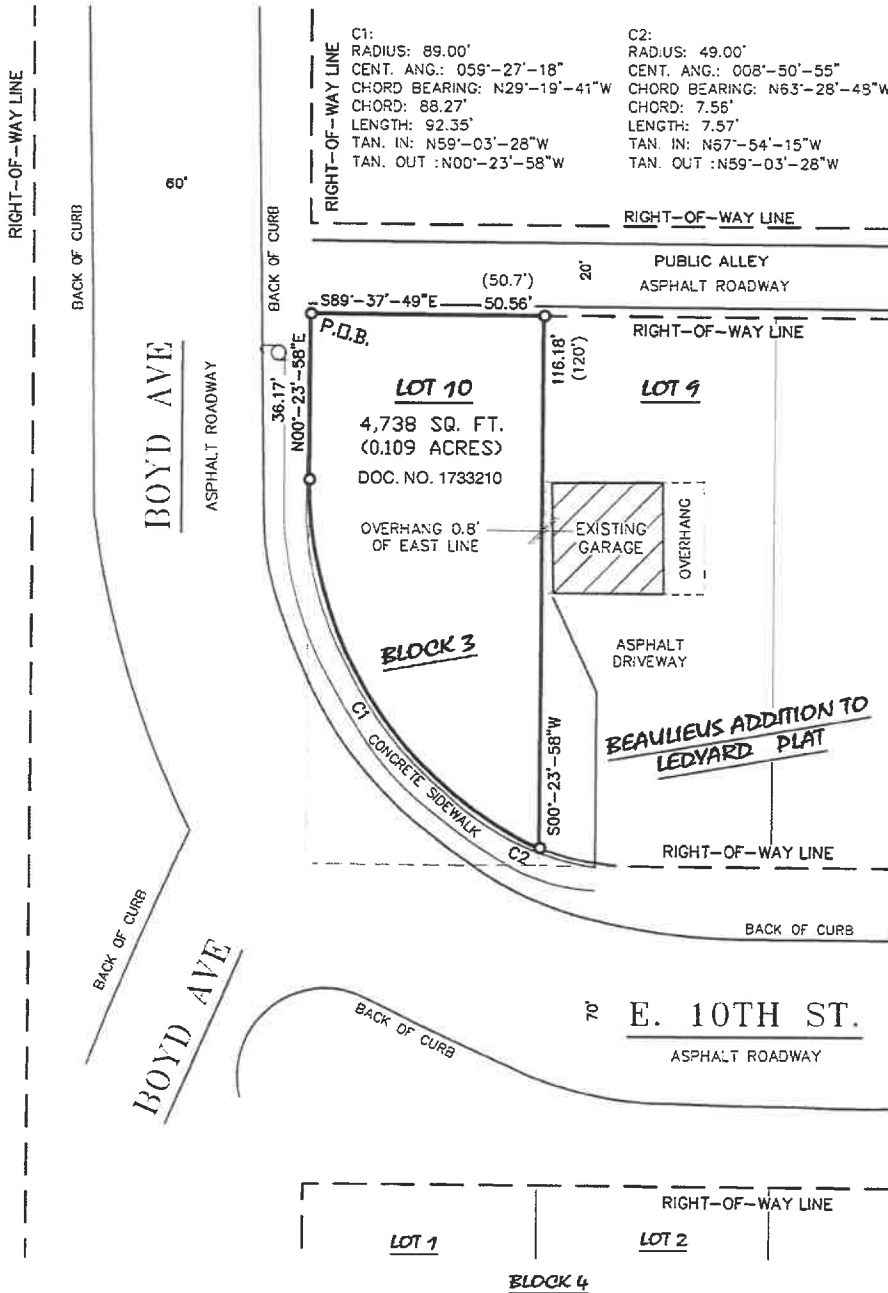 C1:
RADIUS: 89.00'
CENT. ANG.: 059°-27'-18"
CHORD BEARING: N29°-19'-41"W
CHORD: 88.27'
LENGTH: 92.35'
TAN. IN: N59°-03'-28"W
TAN. OUT :N00°-23'-58"W
C2:
RADIUS: 49.00'
CENT. ANG.: 008°-50'-55"
CHORD BEARING: N63°-28'-48"W
CHORD: 7.56'
LENGTH: 7.57'
TAN. IN: N67°-54'-15"W
TAN. OUT :N59°-03'-28"W
RIGHT-OF-WAY LINE
RIGHT-OF-WAY LINE
60'
BACK OF CURB
BACK OF CURB
RIGHT-OF-WAY LINE
PUBLIC ALLEY
ASPHALT ROADWAY
20'
(50.7')
S89°-37'-49"E
50.56'
RIGHT-OF-WAY LINE
P.O.B.
36.17'
N00°-23'-58"E
116.18'
(120')
BOYD AVE
ASPHALT ROADWAY
LOT 10
4,738 SQ. FT.
(0.109 ACRES)
DOC. NO. 1733210
LOT 9
OVERHANG 0.8'
OF EAST LINE
EXISTING
GARAGE
OVERHANG
BLOCK 3
ASPHALT
DRIVEWAY
C1
CONCRETE SIDEWALK
C2
S00°-23'-58"W
BEAULIEUS ADDITION TO
LEDYARD PLAT
RIGHT-OF-WAY LINE
BACK OF CURB
BACK OF CURB
BOYD AVE
BACK OF CURB
70'
E. 10TH ST.
ASPHALT ROADWAY
RIGHT-OF-WAY LINE
LOT 1
LOT 2
BLOCK 4